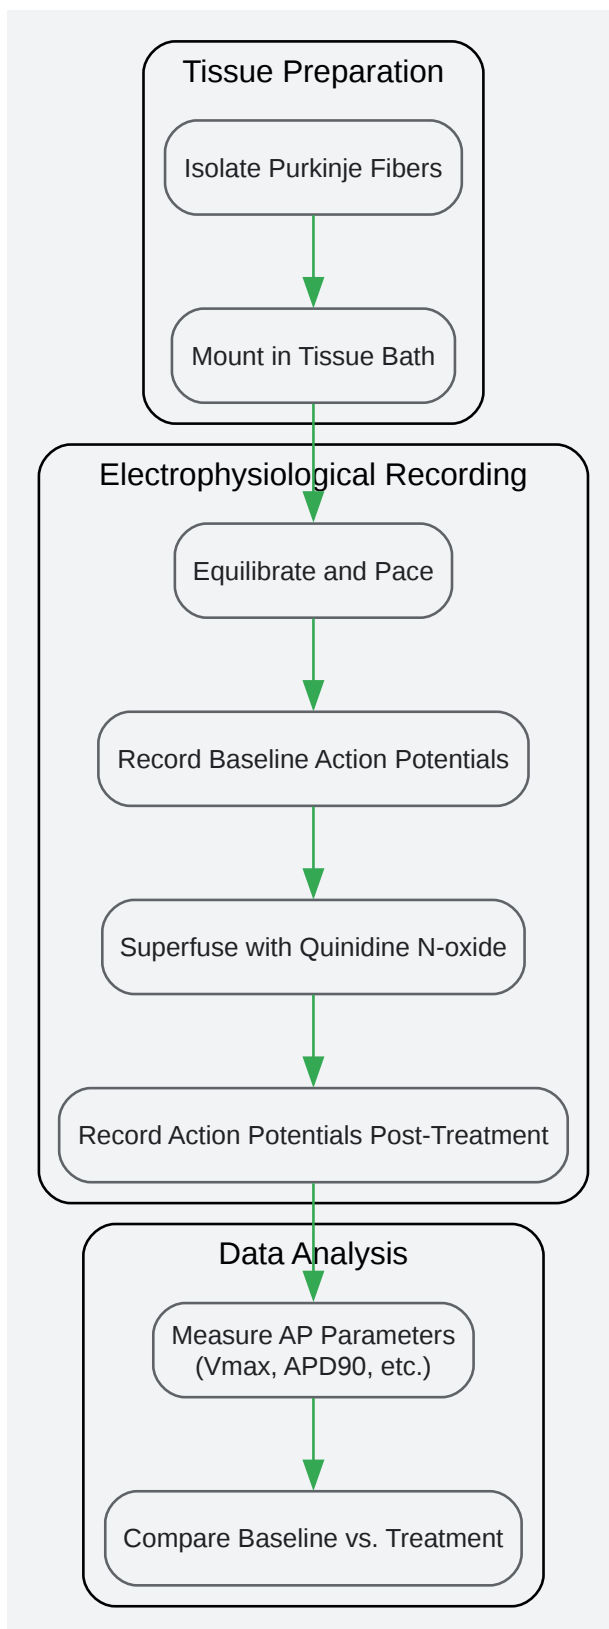 Tissue Preparation
Isolate Purkinje Fibers
Mount in Tissue Bath
Electrophysiological Recording
Equilibrate and Pace
Record Baseline Action Potentials
Superfuse with Quinidine N-oxide
Record Action Potentials Post-Treatment
Data Analysis
Measure AP Parameters
(Vmax, APD90, etc.)
Compare Baseline vs. Treatment